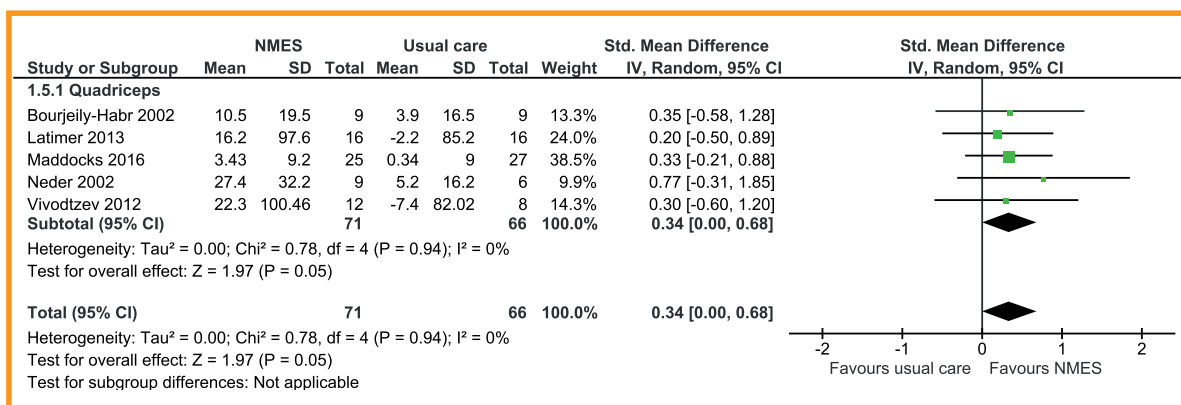 NMES Usual care Std. Mean Difference Std. Mean Difference
Study or Subgroup Mean SD Total Mean SD Total Weight IV, Random, 95% CI IV, Random, 95% CI
1.5.1 Quadriceps
Bourjeily-Habr 2002 10.5 19.5 9 3.9 16.5 9 13.3% 0.35 [-0.58, 1.28]
Latimer 2013 16.2 97.6 16 -2.2 85.2 16 24.0% 0.20 [-0.50, 0.89]
Maddocks 2016 3.43 9.2 25 0.34 9 27 38.5% 0.33 [-0.21, 0.88]
Neder 2002 27.4 32.2 9 5.2 16.2 6 9.9% 0.77 [-0.31, 1.85]
Vivodtzev 2012 22.3 100.46 12 -7.4 82.02 8 14.3% 0.30 [-0.60, 1.20]
Subtotal (95% CI) 71 66 100.0% 0.34 [0.00, 0.68]
Heterogeneity: Tau² = 0.00; Chi² = 0.78, df = 4 (P = 0.94); I² = 0%
Test for overall effect: Z = 1.97 (P = 0.05)
Total (95% CI) 71 66 100.0% 0.34 [0.00, 0.68]
Heterogeneity: Tau² = 0.00; Chi² = 0.78, df = 4 (P = 0.94); I² = 0%
Test for overall effect: Z = 1.97 (P = 0.05)
Test for subgroup differences: Not applicable
-2 -1 0 1 2
Favours usual care Favours NMES